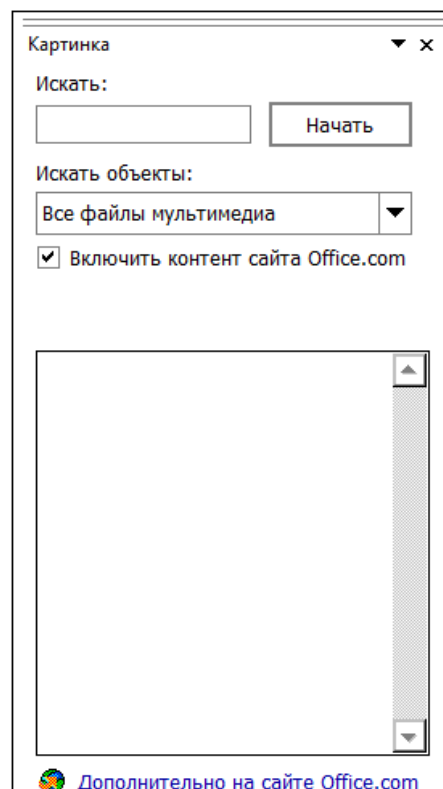 Картинка
Искать:
Начать
Искать объекты:
Все файлы мультимедиа
Включить контент сайта Office.com
Дополнительно на сайте Office.com